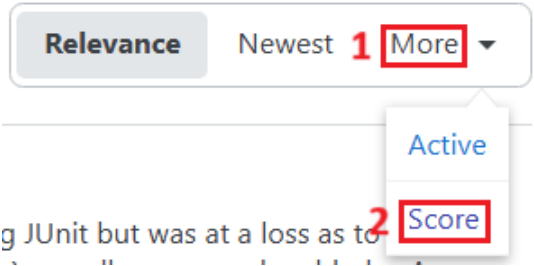 Relevance Newest 1 More
Active
2 Score
g JUnit but was at a loss as to